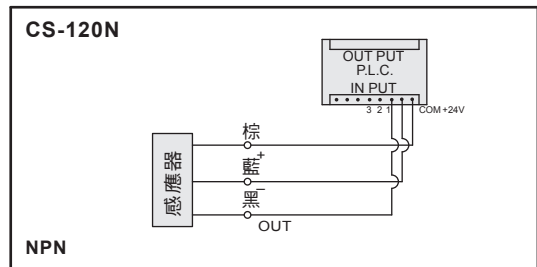 CS-120N
OUT PUT
P.L.C.
IN PUT
3 2 1 COM +24V
棕
+
藍
−
黑
OUT
感應器
NPN